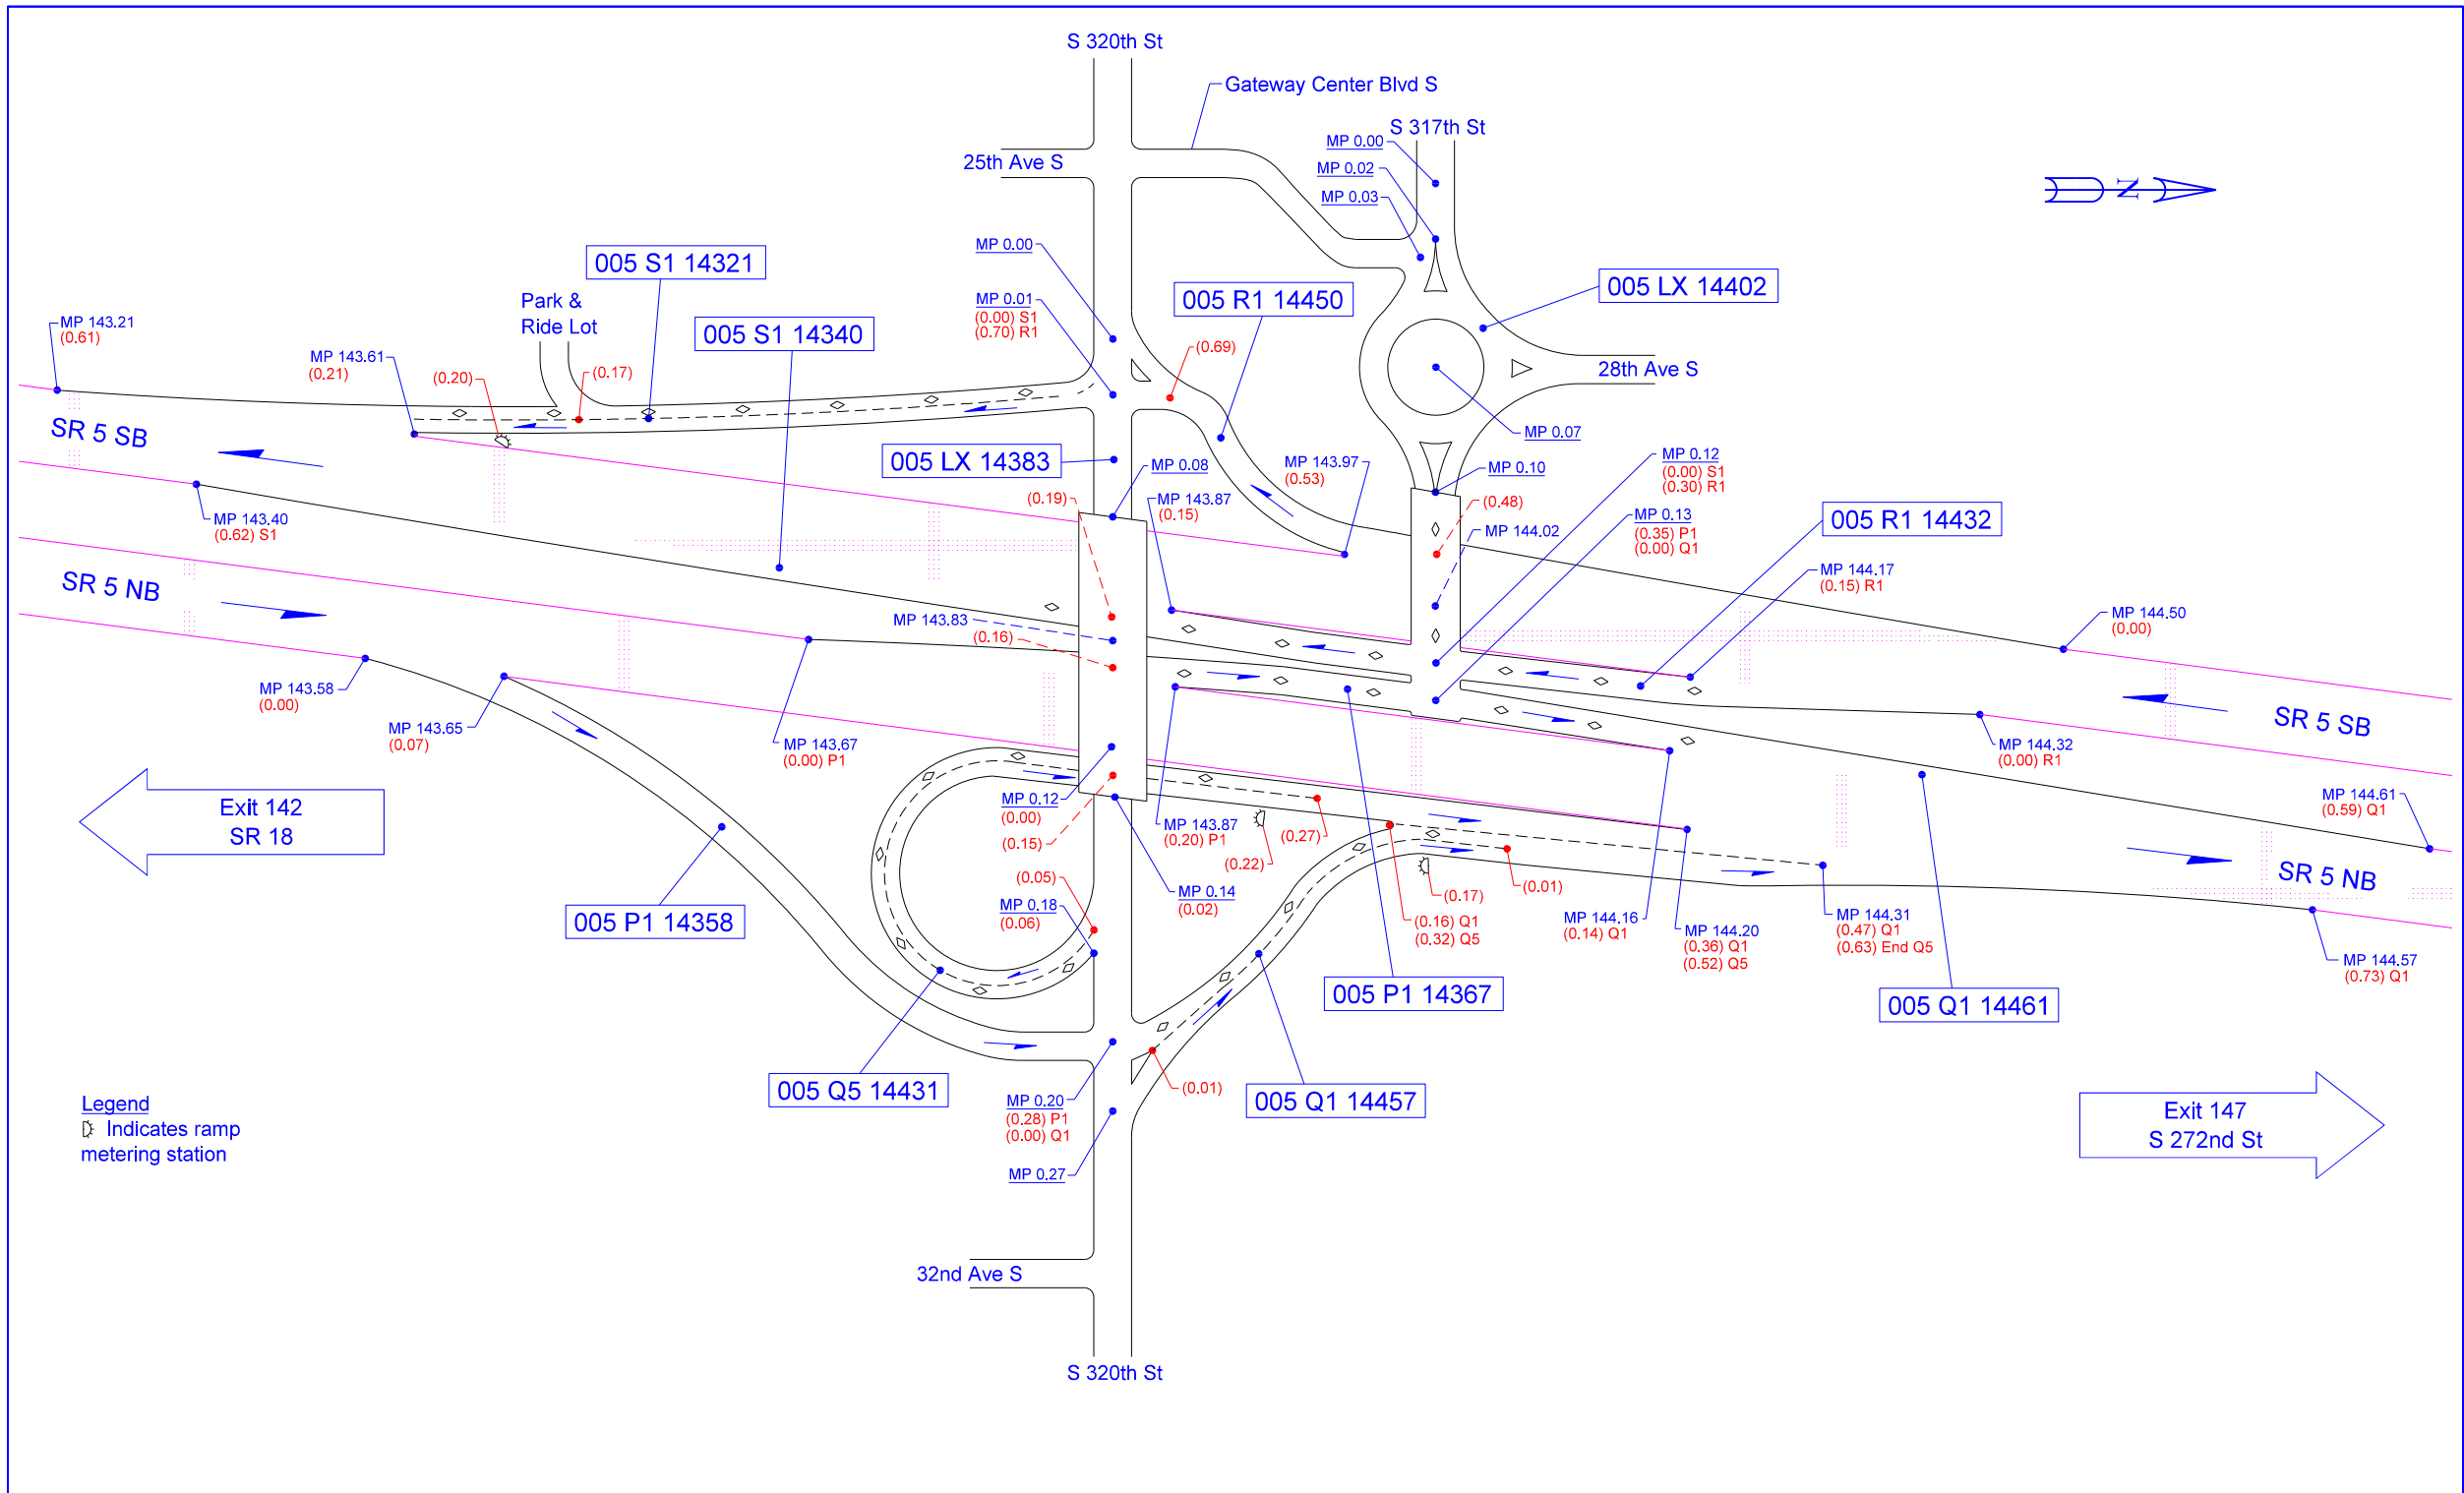 S 320th St
Gateway Center Blvd S
S 317th St
MP 0.00
MP 0.02
MP 0.03
25th Ave S
N
MP 0.00
MP 0.01
(0.00) S1
(0.70) R1
005 S1 14321
005 R1 14450
005 LX 14402
Park &
Ride Lot
005 S1 14340
MP 143.21
(0.61)
MP 143.61
(0.21)
(0.20)
(0.17)
(0.69)
28th Ave S
SR 5 SB
MP 0.07
005 LX 14383
MP 0.08
MP 143.97
(0.53)
MP 0.10
MP 0.12
(0.00) S1
(0.30) R1
(0.19)
MP 143.87
(0.15)
(0.48)
MP 0.13
(0.35) P1
(0.00) Q1
005 R1 14432
MP 143.40
(0.62) S1
MP 144.02
MP 144.17
(0.15) R1
SR 5 NB
MP 143.83
(0.16)
MP 144.50
(0.00)
MP 143.58
(0.00)
MP 143.65
(0.07)
MP 143.67
(0.00) P1
MP 144.32
(0.00) R1
SR 5 SB
Exit 142
SR 18
MP 0.12
(0.00)
(0.15)
MP 143.87
(0.20) P1
(0.22)
(0.27)
MP 144.61
(0.59) Q1
SR 5 NB
(0.05)
MP 0.18
(0.06)
MP 0.14
(0.02)
(0.17)
(0.01)
(0.16) Q1
(0.32) Q5
MP 144.16
(0.14) Q1
MP 144.20
(0.36) Q1
(0.52) Q5
MP 144.31
(0.47) Q1
(0.63) End Q5
MP 144.57
(0.73) Q1
005 P1 14358
005 P1 14367
005 Q1 14461
005 Q5 14431
(0.01)
005 Q1 14457
MP 0.20
(0.28) P1
(0.00) Q1
MP 0.27
Legend
Indicates ramp
metering station
Exit 147
S 272nd St
32nd Ave S
S 320th St